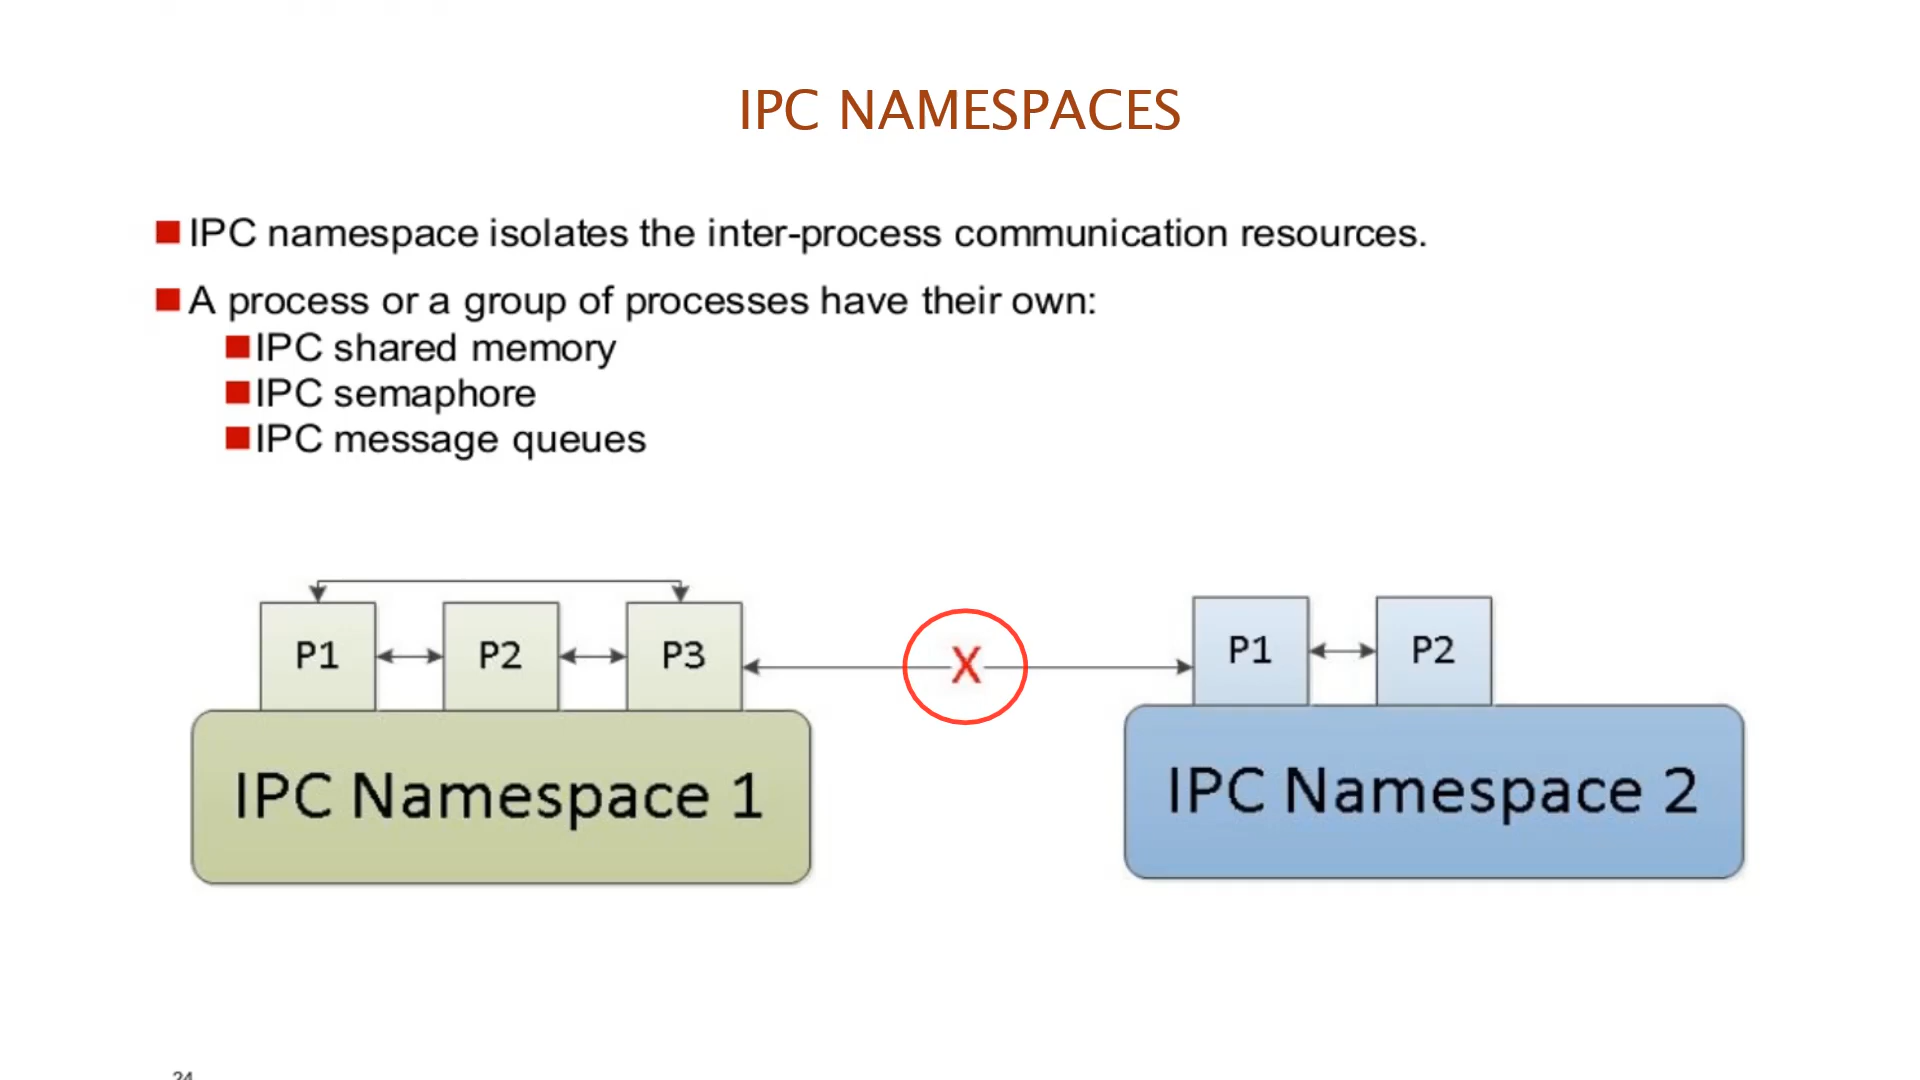 IPC NAMESPACES
IPC namespace isolates the inter-process communication resources.
A process or a group of processes have their own:
IPC shared memory
IPC semaphore
IPC message queues
P1 P2 P3 X P1 P2
IPC Namespace 1 IPC Namespace 2
24